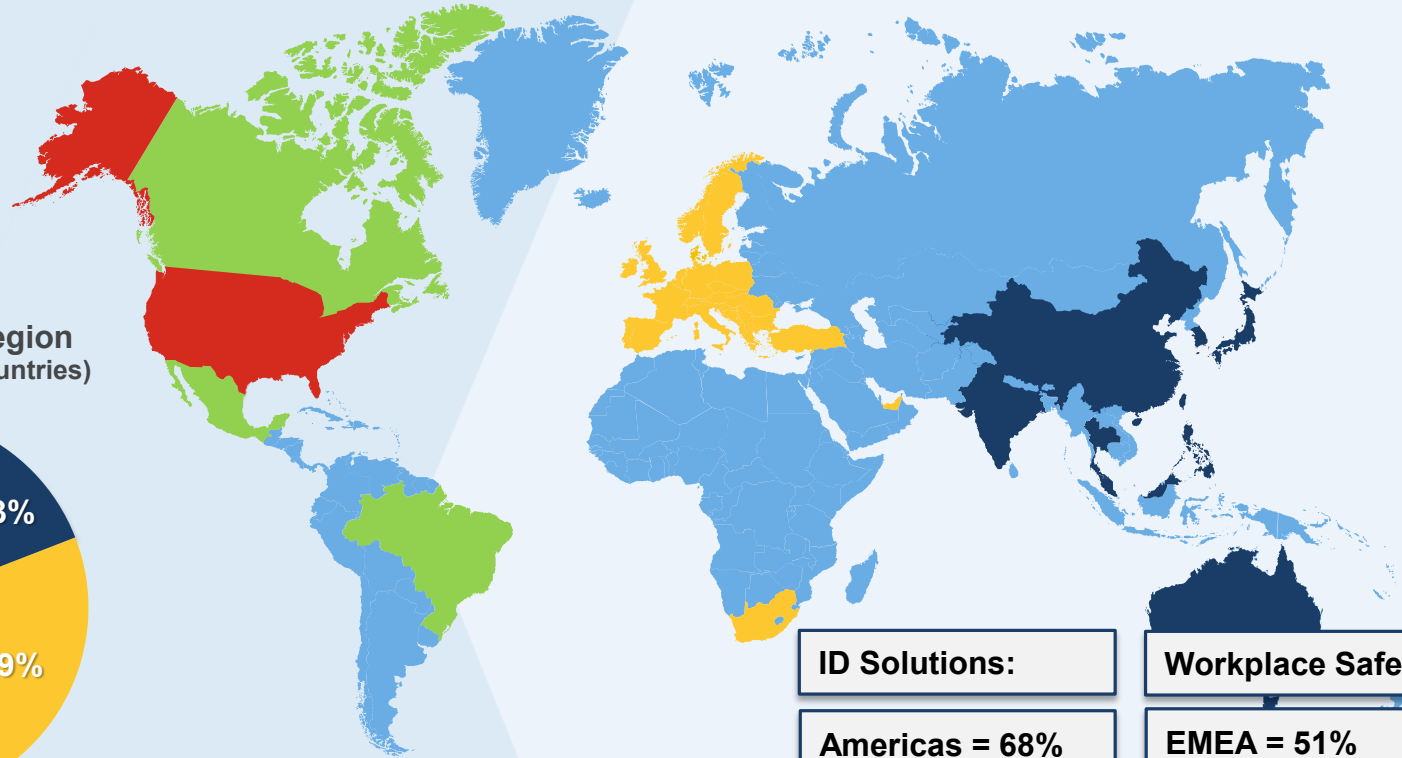 egion
untries)
3%
9%
ID Solutions:
Workplace Safe
Americas = 68%
EMEA = 51%